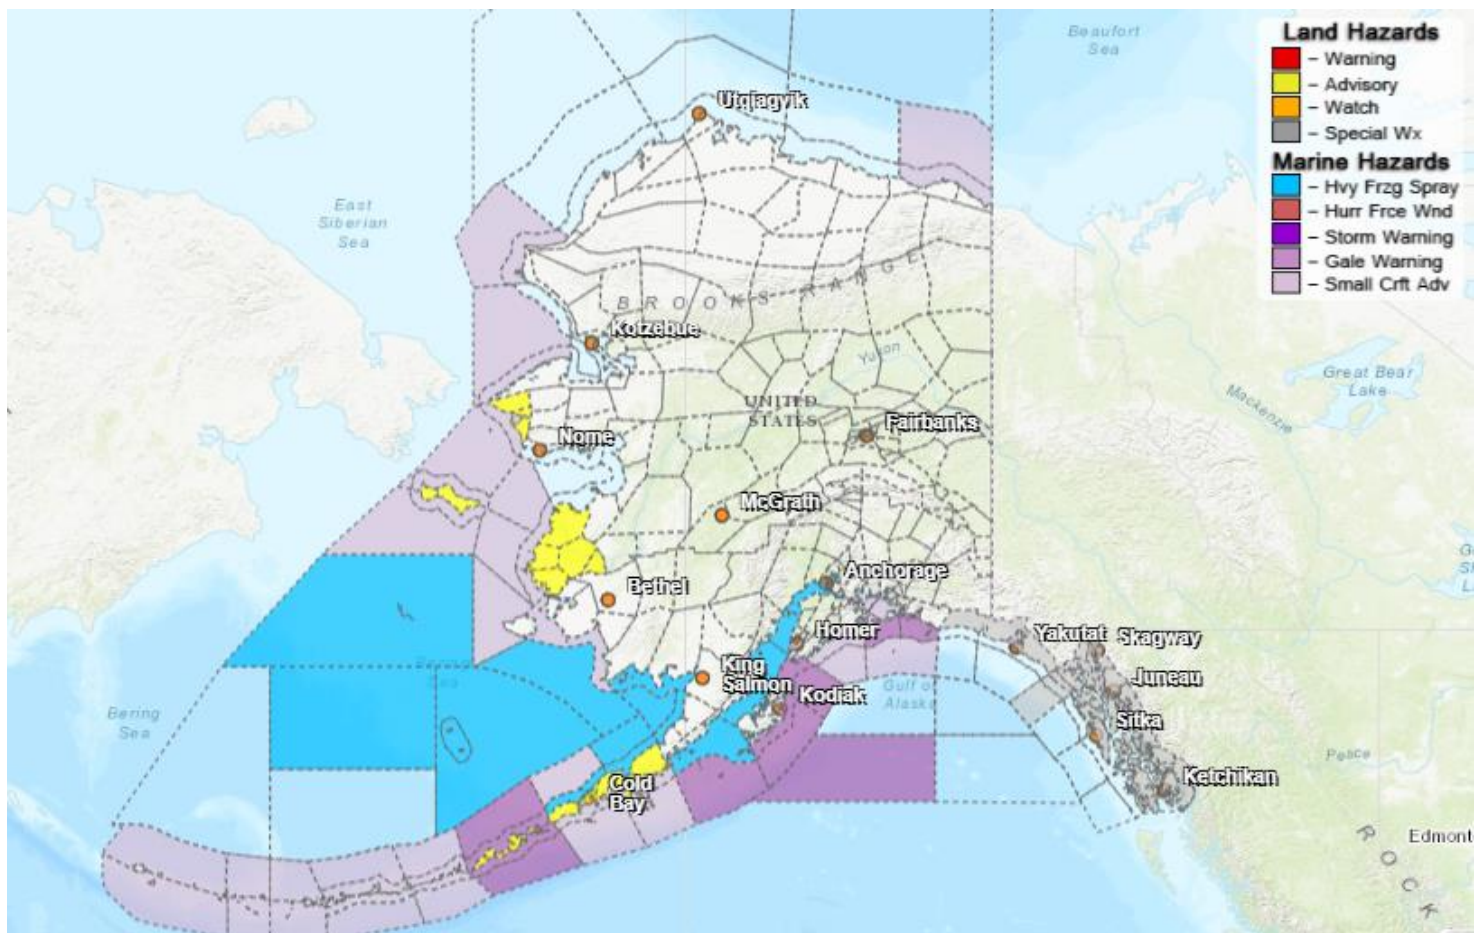 Beaufort
Sea
Land Hazards
- Warning
- Advisory
- Watch
- Special Wx
Marine Hazards
- Hvy Frzg Spray
- Hurr Frce Wnd
- Storm Warning
- Gale Warning
- Small Crft Adv
Utqiagvik
East
Siberian
Sea
BROOKS RANGE
Kotzebue
Yukon
Great Bear
Lake
Mackenzie
UNITED
STATES
Fairbanks
Nome
McGrath
Anchorage
Bethel
Homer
Yakutat
Skagway
King
Salmon
Kodiak
Juneau
Gulf of
Alaska
Sitka
Bering
Sea
Sea
Peace
Ketchikan
Cold
Bay
Edmont
ROCK